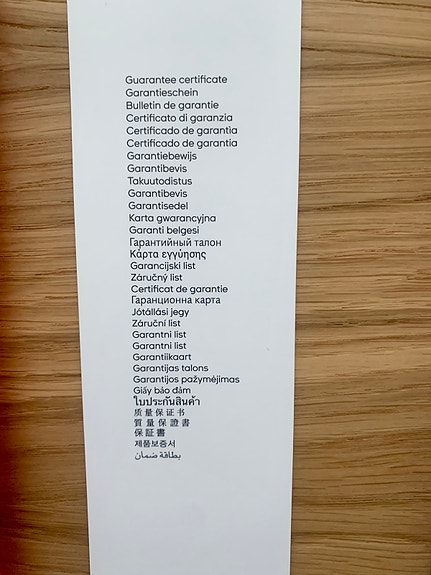 Guarantee certificate
Garantieschein
Bulletin de garantie
Certificato di garanzia
Certificado de garantìa
Certificado de garantia
Garantiebewijs
Garantibevis
Takuutodistus
Garantibevis
Garantisedel
Karta gwarancyjna
Garanti belgesi
Гарантийный талон
Κάρτα εγγύησης
Garancijski list
Záručný list
Certificat de garantie
Гаранционна карта
Jótállási jegy
Záruční list
Garantni list
Garantni list
Garantiikaart
Garantijas talons
Garantijos pažymėjimas
Giấy bảo đảm
ใบประกันสินค้า
质量保证书
質量保證書
保証書
제품보증서
بطاقة ضمان